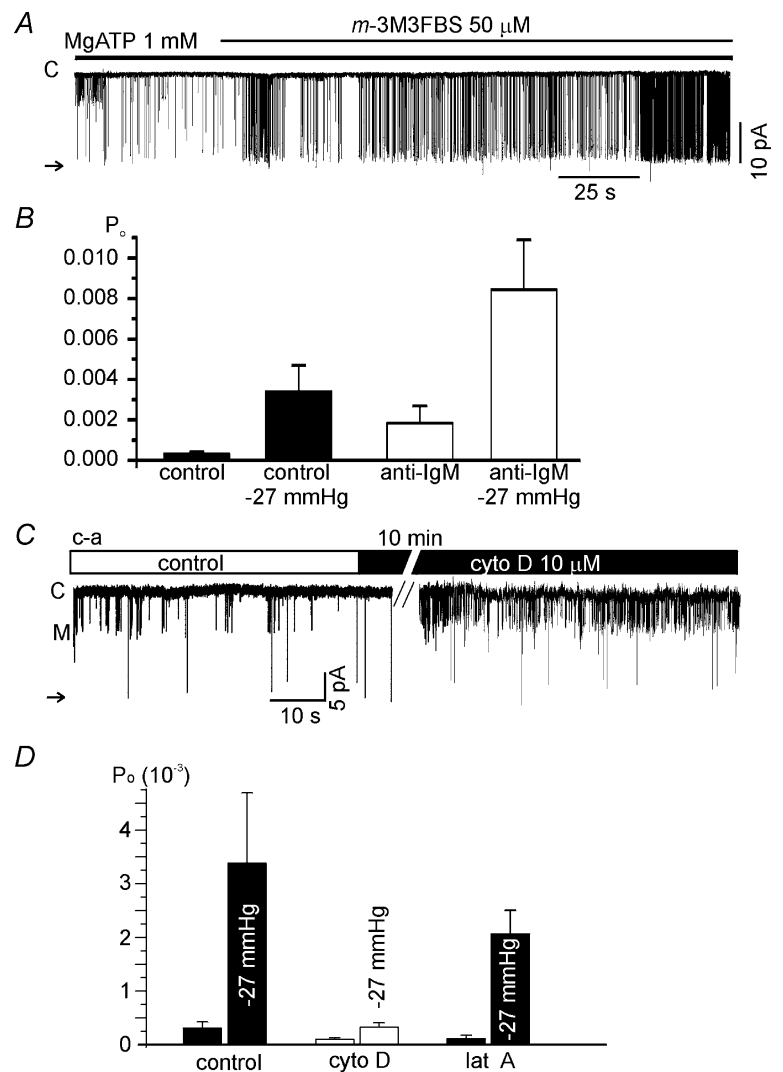 A
m-3M3FBS 50 μM
MgATP 1 mM
C
10 pA
25 s
B
Po
0.010
0.008
0.006
0.004
0.002
0.000
control
control -27 mmHg
anti-IgM
anti-IgM -27 mmHg
C
c-a
10 min
control
cyto D 10 μM
C
M
5 pA
10 s
D
Po (10-3)
4
3
2
1
0
-27 mmHg
-27 mmHg
-27 mmHg
control
cyto D
lat A